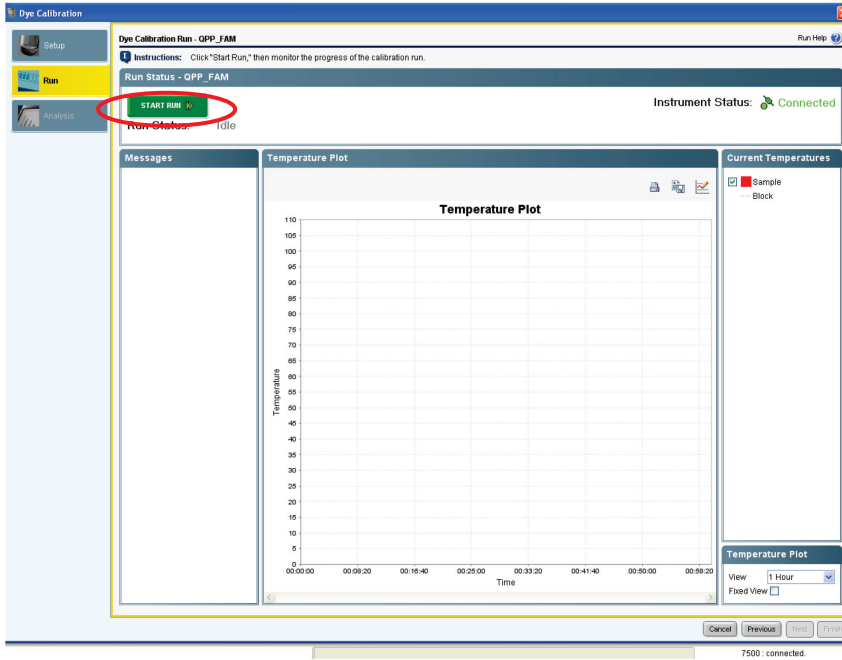 Dye Calibration
Setup
Run
Analysis
Dye Calibration Run - QPP_FAM
Run Help
Instructions: Click "Start Run," then monitor the progress of the calibration run.
Run Status - QPP_FAM
START RUN
Instrument Status: Connected
Run Status: Idle
Messages
Temperature Plot
Temperature Plot
110
105
100
95
90
85
80
75
70
65
60
55
50
45
40
35
30
25
20
15
10
5
0
Temperature
00:00:00 00:08:20 00:16:40 00:25:00 00:33:20 00:41:40 00:50:00 00:58:20
Time
Current Temperatures
Sample
Block
Temperature Plot
View 1 Hour
Fixed View
Cancel Previous Next Finish
7500 : connected.